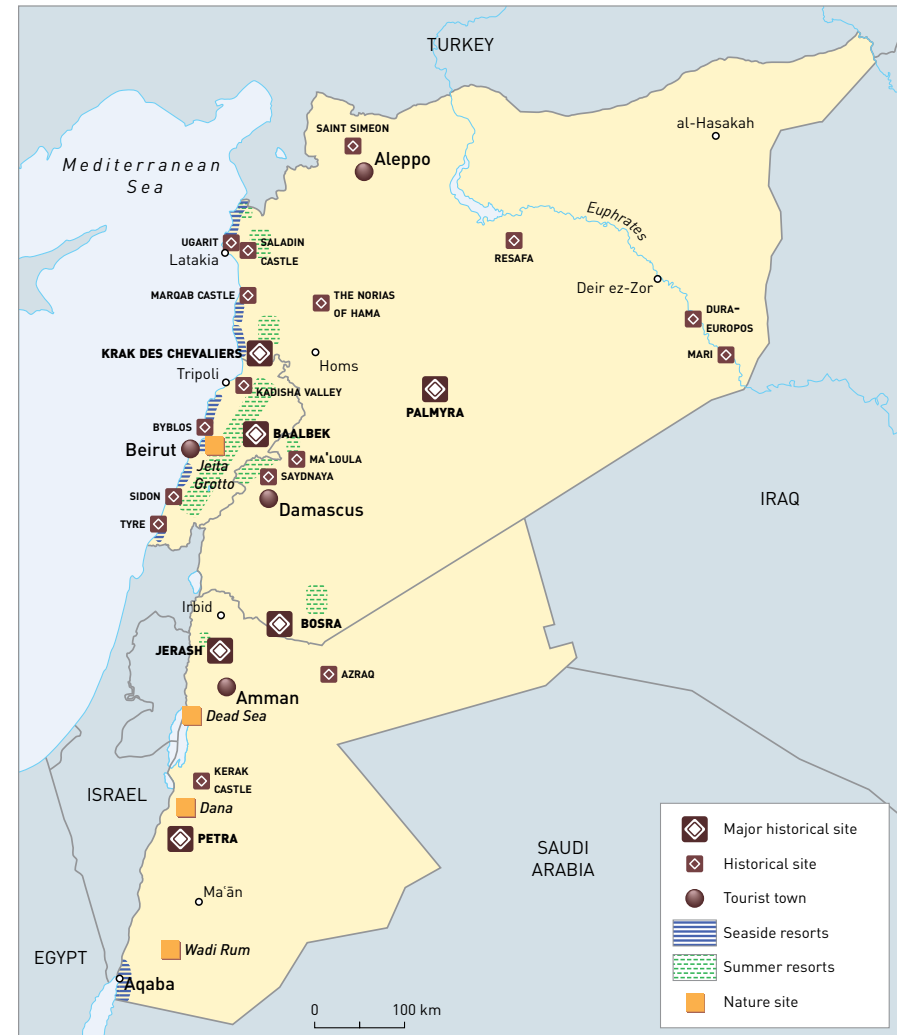 TURKEY
al-Hasakah
SAINT SIMEON
Aleppo
Mediterranean
Sea
Euphrates
UGARIT
SALADIN
CASTLE
Latakia
RESAFA
Deir ez-Zor
MARQAB CASTLE
THE NORIAS
OF HAMA
DURA-
EUROPOS
MARI
KRAK DES CHEVALIERS
Homs
Tripoli
KADISHA VALLEY
PALMYRA
BYBLOS
BAALBEK
Beirut
Jeita
Grotto
MA'LOULA
SAYDNAYA
SIDON
Damascus
TYRE
IRAQ
Irbid
BOSRA
JERASH
AZRAQ
Amman
Dead Sea
KERAK
CASTLE
ISRAEL
Dana
PETRA
SAUDI
ARABIA
Ma'ān
EGYPT
Wadi Rum
Aqaba
0 100 km
Major historical site
Historical site
Tourist town
Seaside resorts
Summer resorts
Nature site